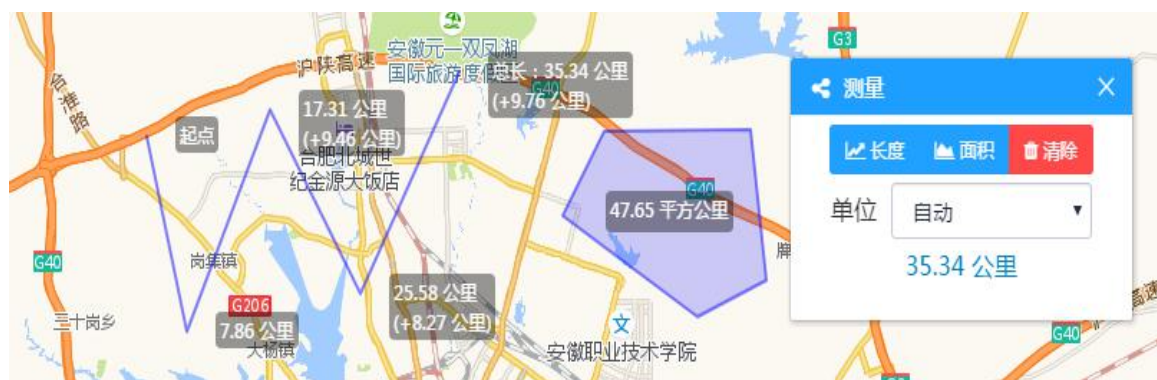 安徽元一双凤湖
国际旅游度假区
沪陕高速
合淮路
起点
17.31 公里
(+9.46 公里)
总长：35.34 公里
(+9.76 公里)
G40
合肥北城世
纪金源大饭店
G3
测量
长度
面积
清除
单位
自动
35.34 公里
G40
47.65 平方公里
G40
岗集镇
G206
7.86 公里
25.58 公里
(+8.27 公里)
三十岗乡
大杨镇
文
安徽职业技术学院
牌
高速
G40